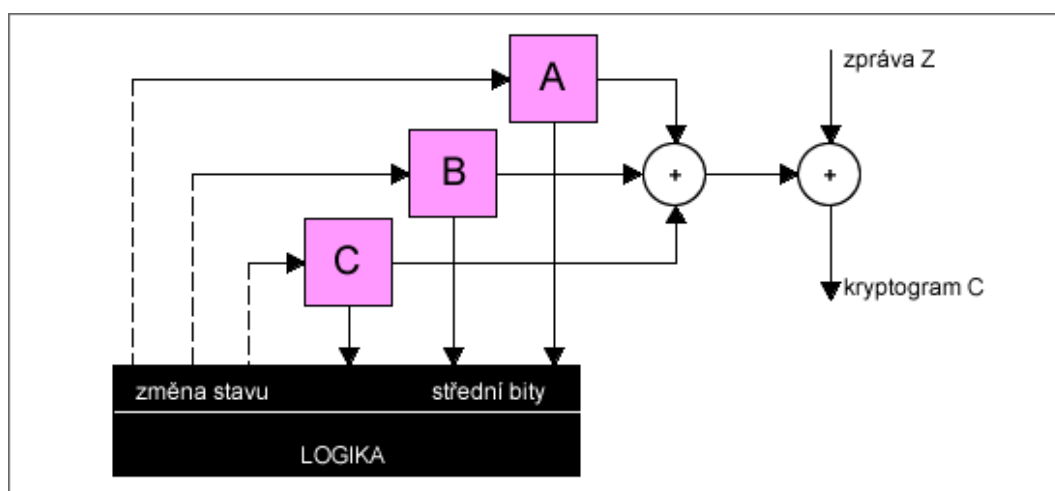 A
zpráva Z
B
+
+
C
kryptogram C
změna stavu
střední bity
LOGIKA